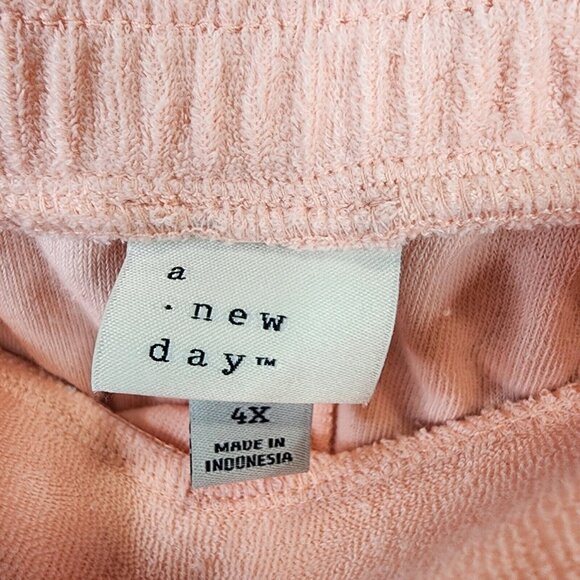 a
· new
day™
4X
MADE IN
INDONESIA